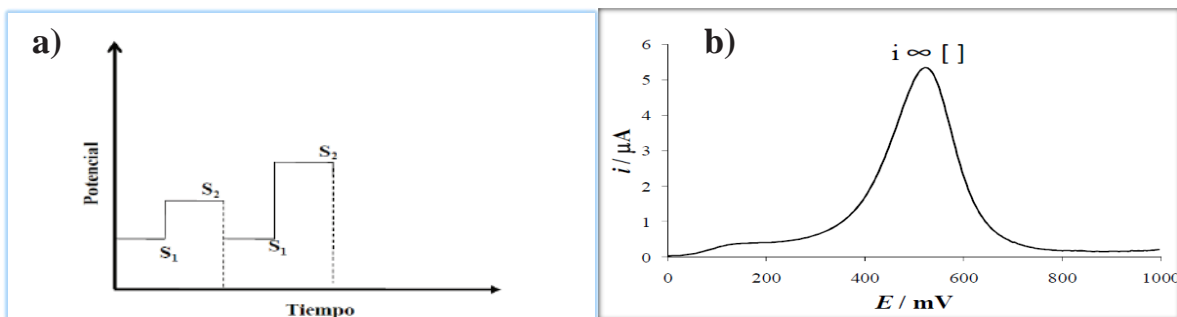 a)
Potencial
S₁
S₂
S₁
S₂
Tiempo
b)
i ∞ [ ]
i / µA
6
5
4
3
2
1
0
0 200 400 600 800 1000
E / mV